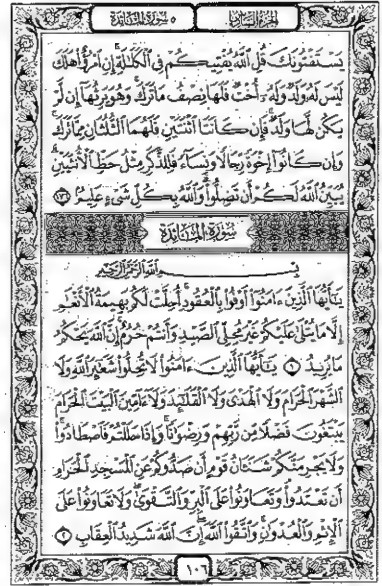 الجزء السادس ٥ سورة المائدة
يَسْتَفْتُونَكَ قُلِ ٱللَّهُ يُفْتِيكُمْ فِى ٱلْكَلَٰلَةِ ۚ إِنِ ٱمْرُؤٌا۟ هَلَكَ
لَيْسَ لَهُۥ وَلَدٌ وَلَهُۥٓ أُخْتٌ فَلَهَا نِصْفُ مَا تَرَكَ ۚ وَهُوَ يَرِثُهَآ إِن لَّمْ
يَكُن لَّهَا وَلَدٌ ۚ فَإِن كَانَتَا ٱثْنَتَيْنِ فَلَهُمَا ٱلثُّلُثَانِ مِمَّا تَرَكَ ۚ
وَإِن كَانُوٓا۟ إِخْوَةً رِّجَالًا وَنِسَآءً فَلِلذَّكَرِ مِثْلُ حَظِّ ٱلْأُنثَيَيْنِ ۗ
يُبَيِّنُ ٱللَّهُ لَكُمْ أَن تَضِلُّوا۟ ۗ وَٱللَّهُ بِكُلِّ شَىْءٍ عَلِيمٌۢ ١٧٦
سُورَةُ المَائدَة
بِسْمِ ٱللَّهِ ٱلرَّحْمَٰنِ ٱلرَّحِيمِ
يَٰٓأَيُّهَا ٱلَّذِينَ ءَامَنُوٓا۟ أَوْفُوا۟ بِٱلْعُقُودِ ۚ أُحِلَّتْ لَكُم بَهِيمَةُ ٱلْأَنْعَٰمِ
إِلَّا مَا يُتْلَىٰ عَلَيْكُمْ غَيْرَ مُحِلِّى ٱلصَّيْدِ وَأَنتُمْ حُرُمٌ ۗ إِنَّ ٱللَّهَ يَحْكُمُ
مَا يُرِيدُ ١ يَٰٓأَيُّهَا ٱلَّذِينَ ءَامَنُوا۟ لَا تُحِلُّوا۟ شَعَٰٓئِرَ ٱللَّهِ وَلَا
ٱلشَّهْرَ ٱلْحَرَامَ وَلَا ٱلْهَدْىَ وَلَا ٱلْقَلَٰٓئِدَ وَلَآ ءَآمِّينَ ٱلْبَيْتَ ٱلْحَرَامَ
يَبْتَغُونَ فَضْلًا مِّن رَّبِّهِمْ وَرِضْوَٰنًا ۚ وَإِذَا حَلَلْتُمْ فَٱصْطَادُوا۟ ۚ
وَلَا يَجْرِمَنَّكُمْ شَنَـَٔانُ قَوْمٍ أَن صَدُّوكُمْ عَنِ ٱلْمَسْجِدِ ٱلْحَرَامِ
أَن تَعْتَدُوا۟ ۘ وَتَعَاوَنُوا۟ عَلَى ٱلْبِرِّ وَٱلتَّقْوَىٰ ۖ وَلَا تَعَاوَنُوا۟ عَلَى
ٱلْإِثْمِ وَٱلْعُدْوَٰنِ ۚ وَٱتَّقُوا۟ ٱللَّهَ ۖ إِنَّ ٱللَّهَ شَدِيدُ ٱلْعِقَابِ ٢
١٠٦